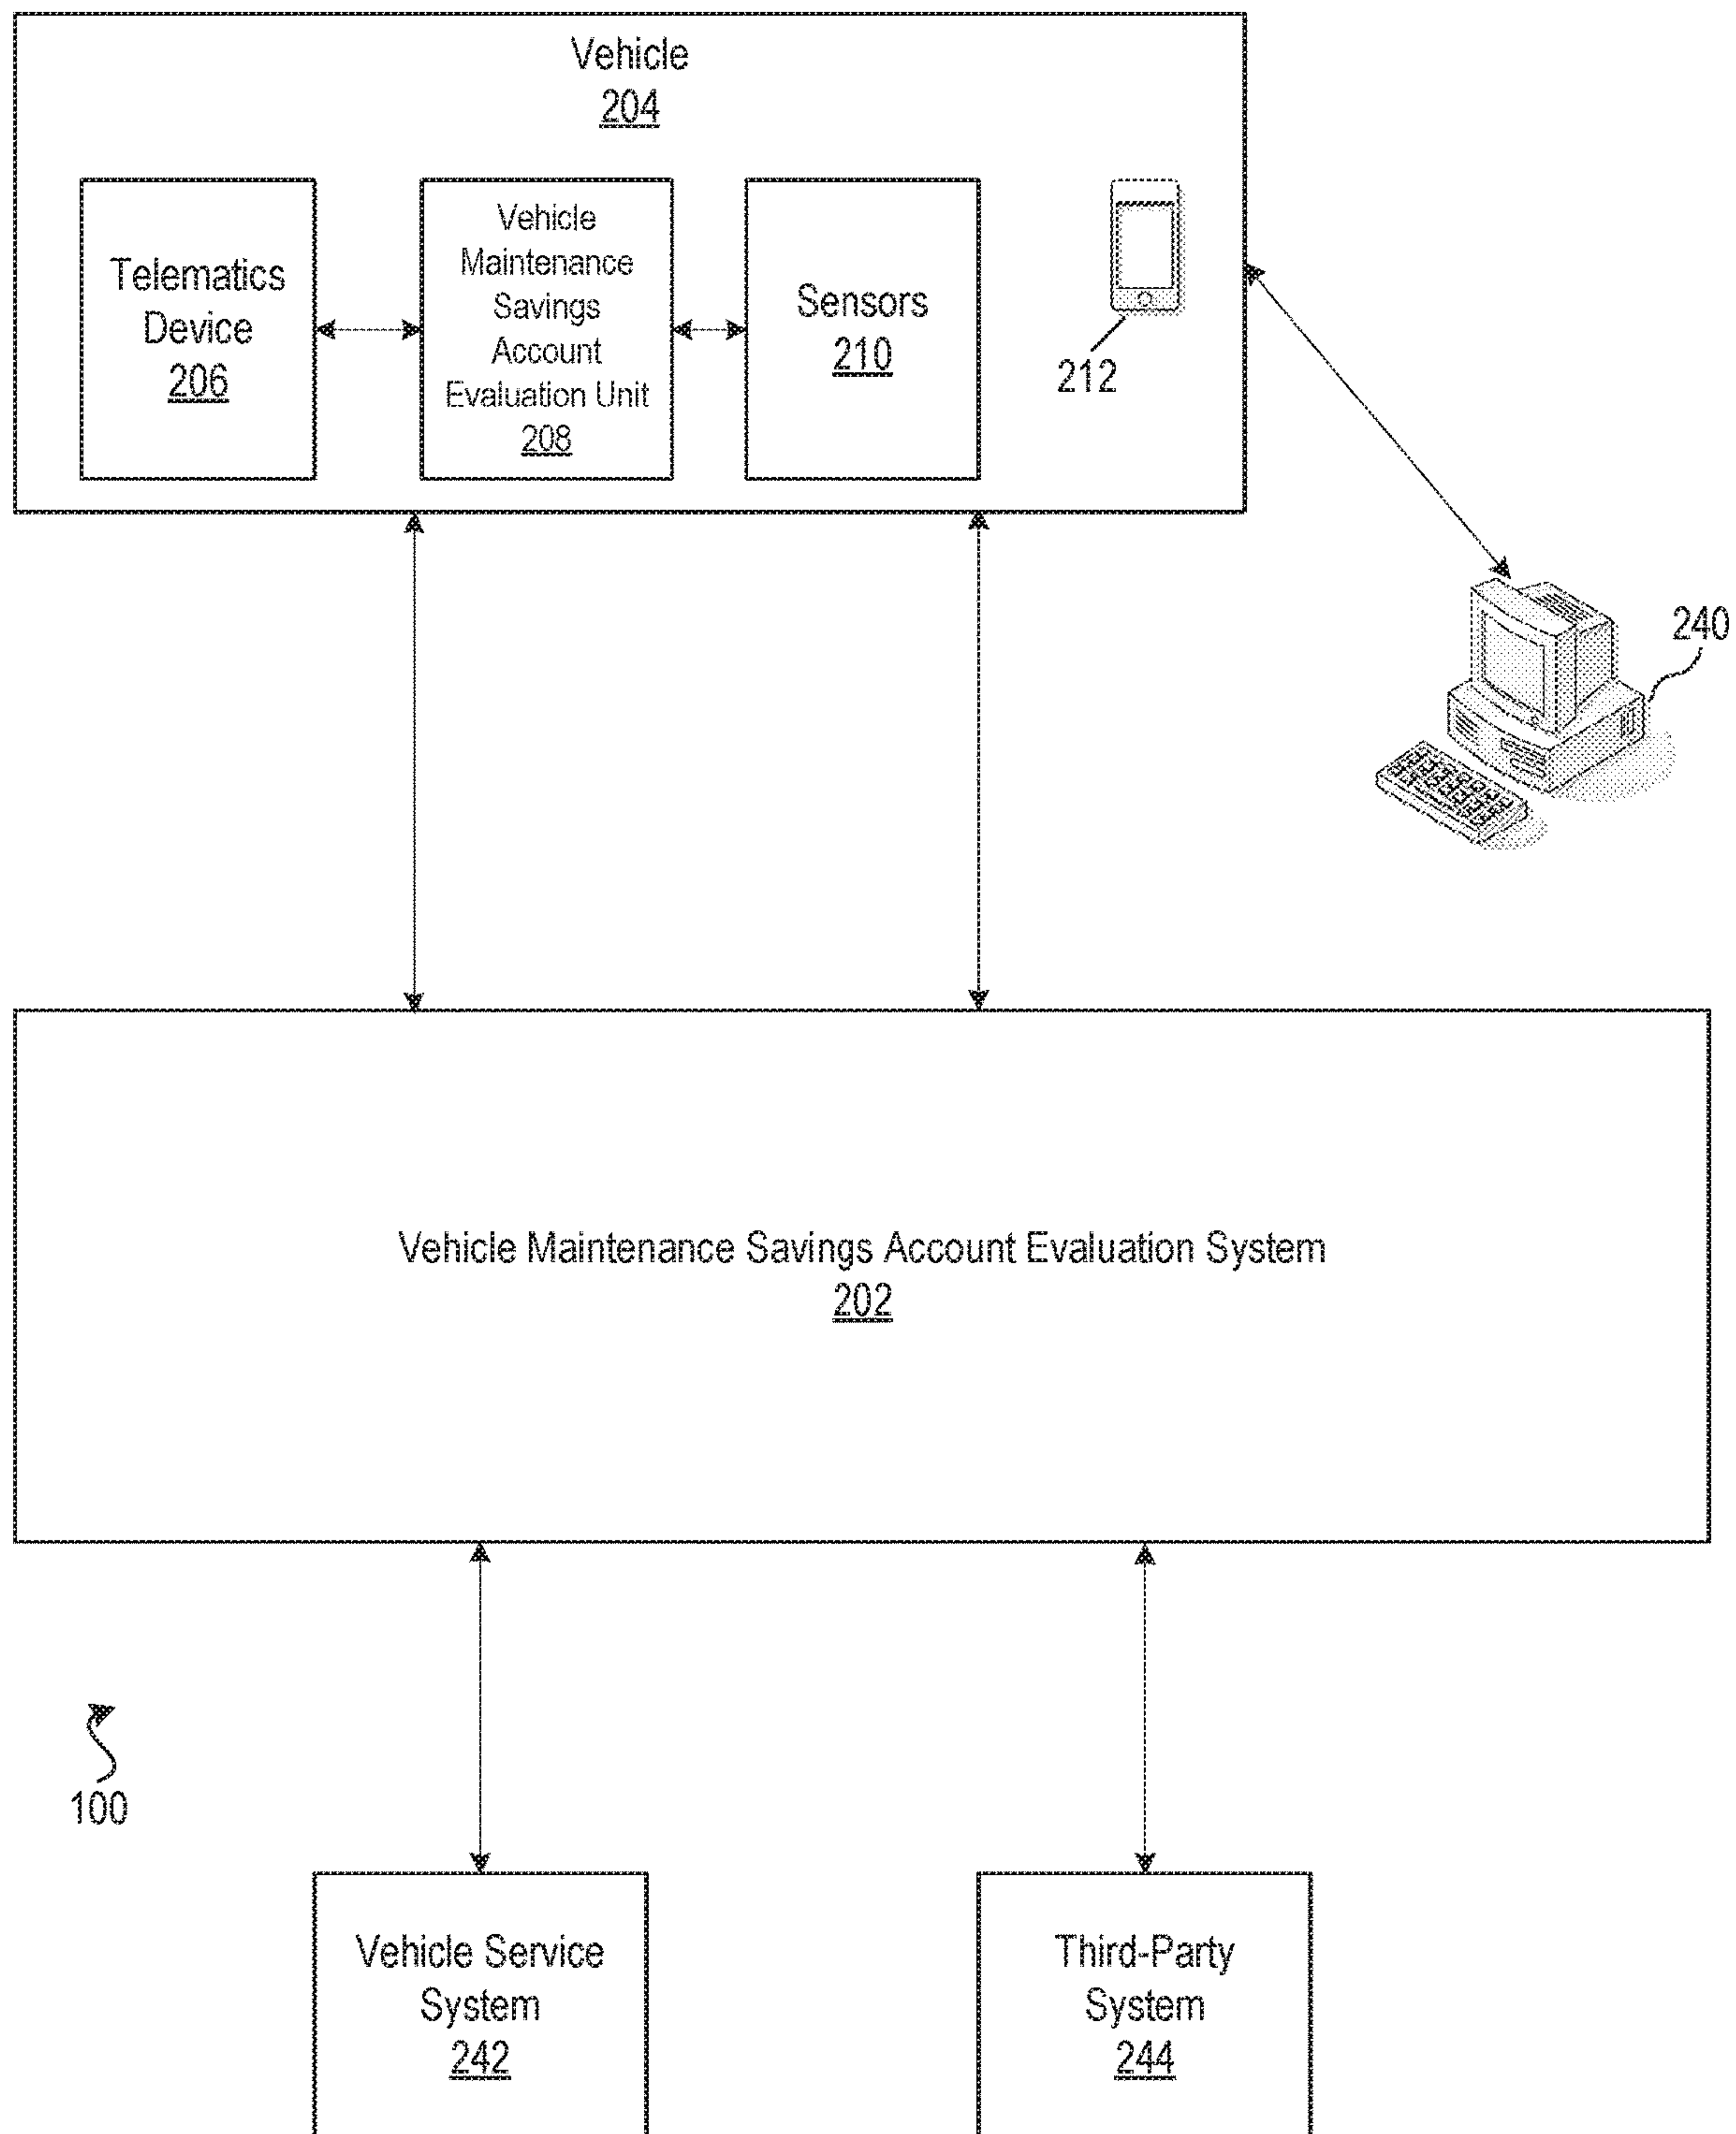 Vehicle
204
Telematics
Device
206
Vehicle
Maintenance
Savings
Account
Evaluation Unit
208
Sensors
210
212
240
Vehicle Maintenance Savings Account Evaluation System
202
100
Vehicle Service
System
242
Third-Party
System
244